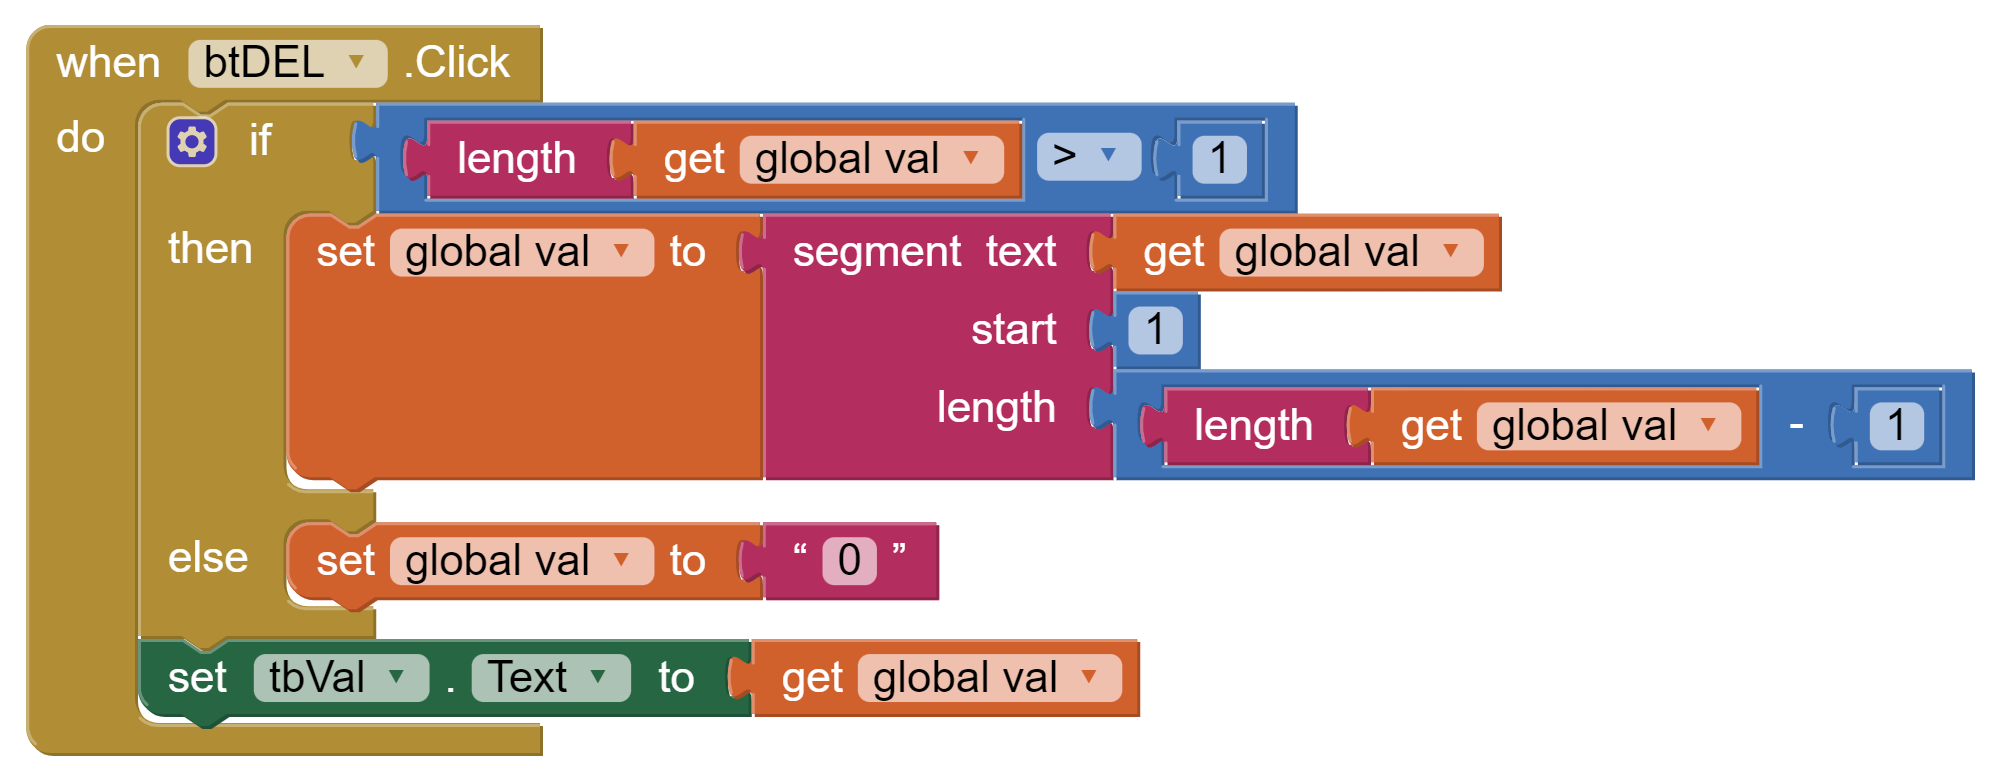 when btDEL .Click
do if length get global val > 1
then set global val to segment text get global val
start 1
length length get global val - 1
else set global val to “ 0 ”
set tbVal . Text to get global val